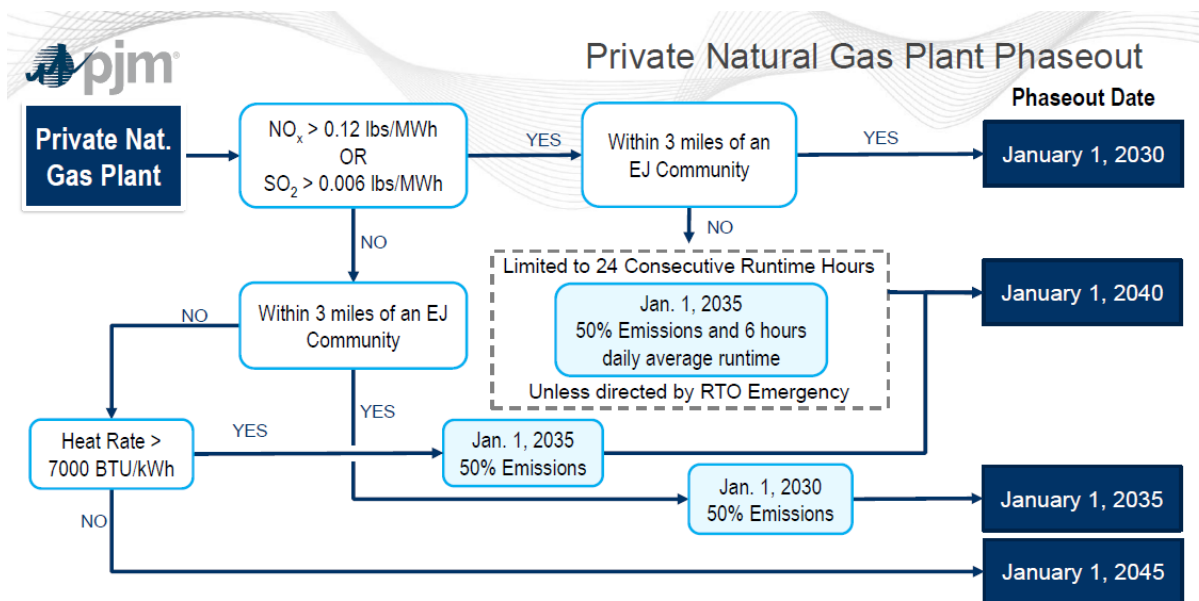 pjm®
Private Natural Gas Plant Phaseout
Phaseout Date
Private Nat.
Gas Plant
NOx > 0.12 lbs/MWh
OR
SO2 > 0.006 lbs/MWh
YES
Within 3 miles of an
EJ Community
YES
January 1, 2030
NO
NO
Limited to 24 Consecutive Runtime Hours
Jan. 1, 2035
50% Emissions and 6 hours
daily average runtime
Unless directed by RTO Emergency
January 1, 2040
NO
Within 3 miles of an EJ
Community
YES
Heat Rate >
7000 BTU/kWh
YES
Jan. 1, 2035
50% Emissions
Jan. 1, 2030
50% Emissions
January 1, 2035
NO
January 1, 2045